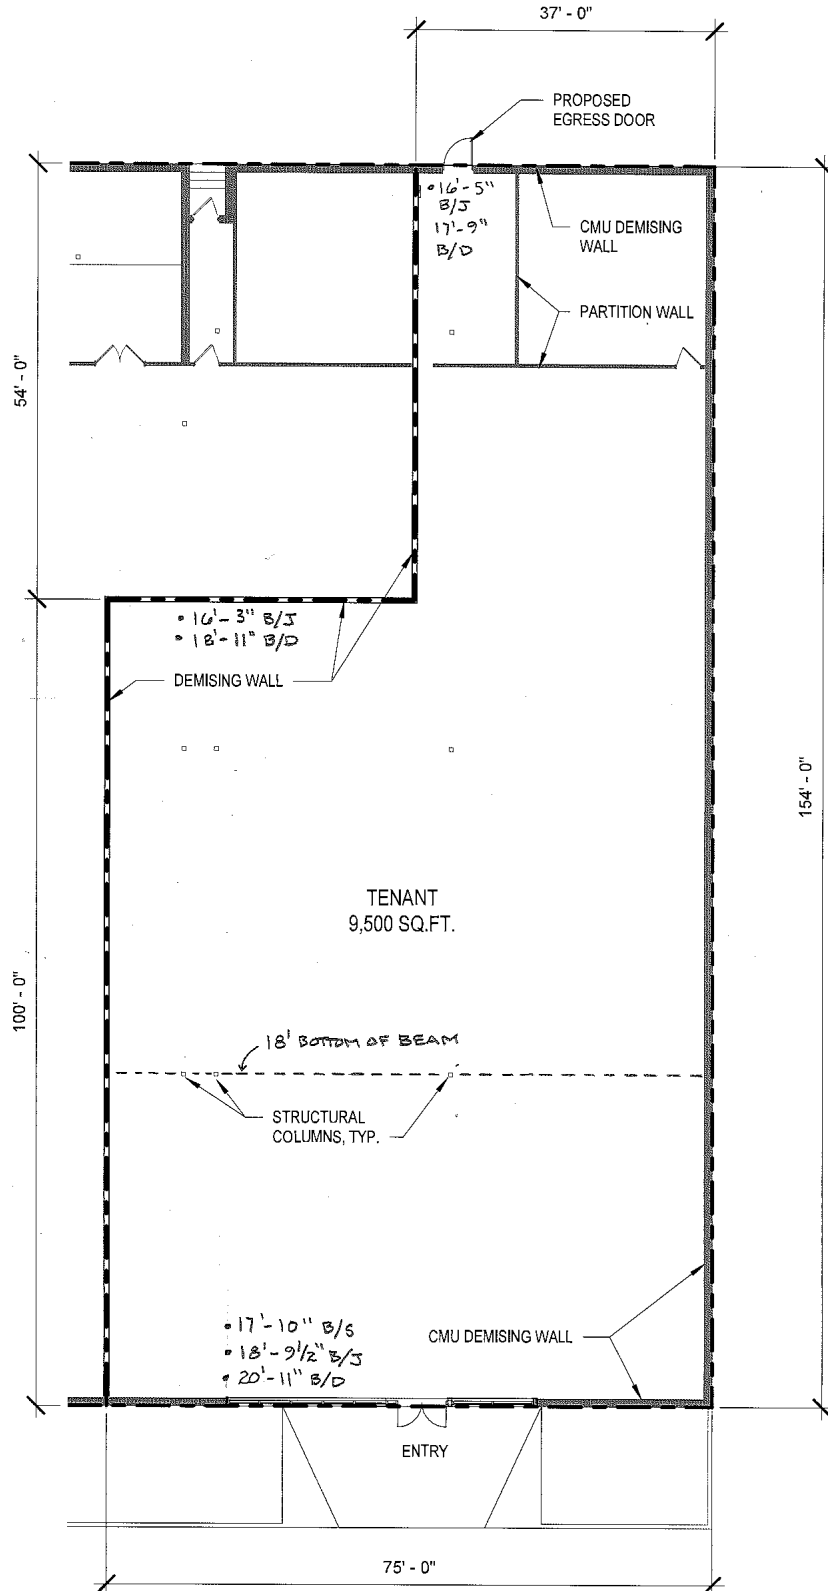 37' - 0"
PROPOSED
EGRESS DOOR
• 16'-5"
B/J
17'-9"
B/D
CMU DEMISING
WALL
PARTITION WALL
54' - 0"
• 16'-3" B/J
• 18'-11" B/D
DEMISING WALL
154' - 0"
TENANT
9,500 SQ.FT.
100' - 0"
18' BOTTOM OF BEAM
STRUCTURAL
COLUMNS, TYP.
• 17'-10" B/S
• 18'-9 1/2" B/J
• 20'-11" B/D
CMU DEMISING WALL
ENTRY
75' - 0"